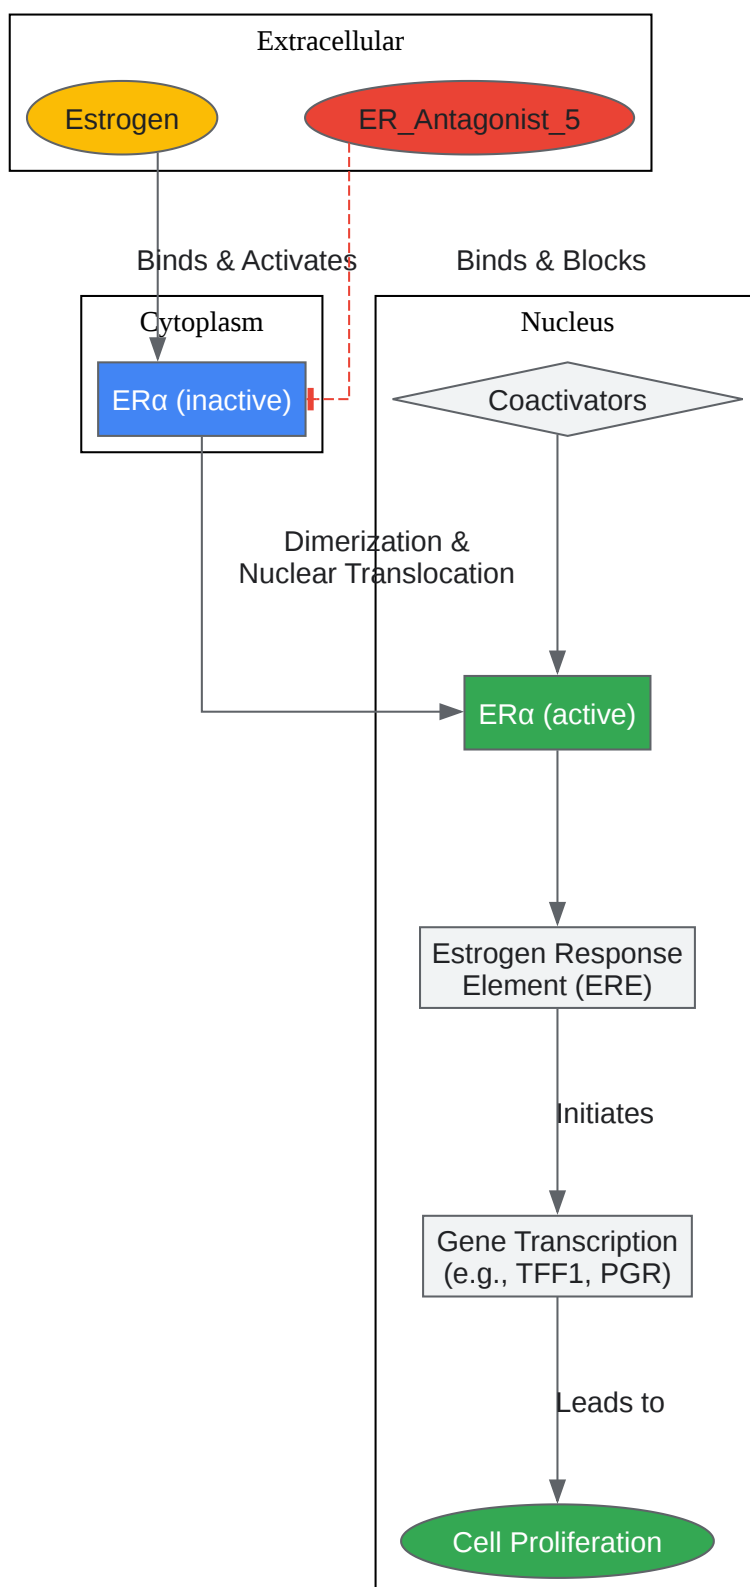 Extracellular
Estrogen
ER_Antagonist_5
Binds & Activates
Binds & Blocks
Cytoplasm
Nucleus
ERα (inactive)
Coactivators
Dimerization &
Nuclear Translocation
ERα (active)
Estrogen Response
Element (ERE)
Initiates
Gene Transcription
(e.g., TFF1, PGR)
Leads to
Cell Proliferation